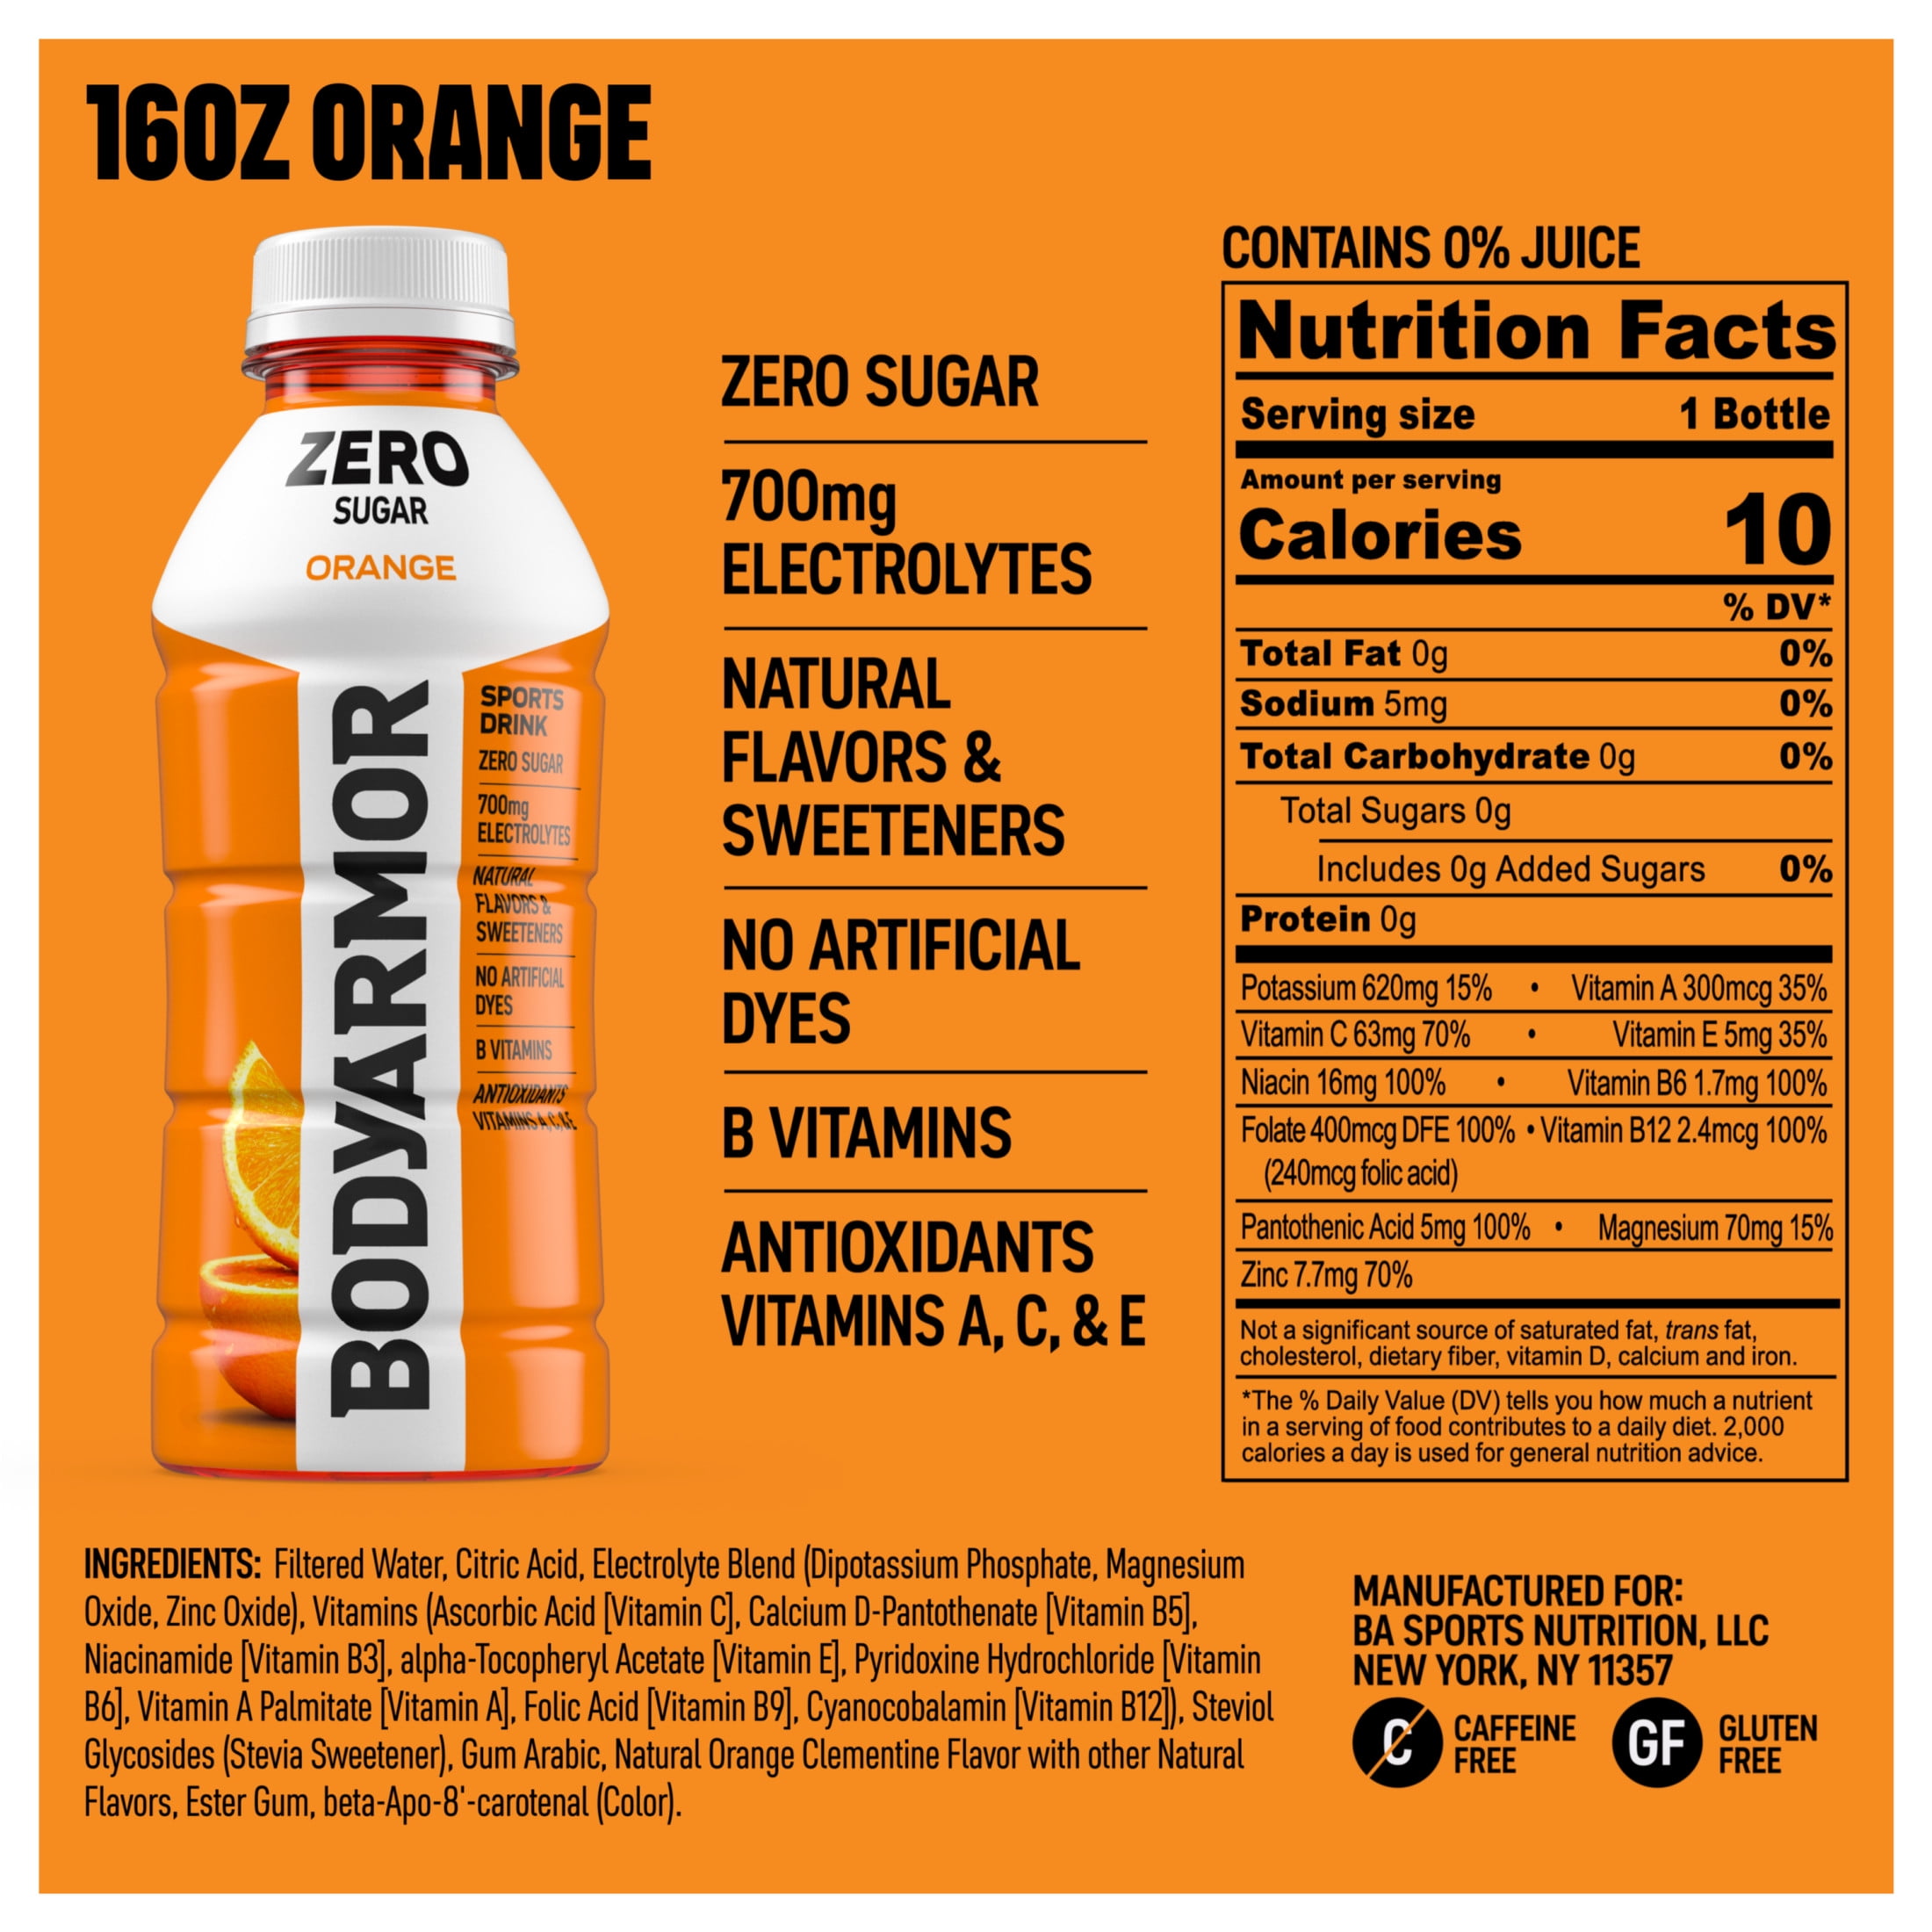 16OZ ORANGE
ZERO
SUGAR
ORANGE
BODYARMOR
SPORTS
DRINK
ZERO SUGAR
700mg
ELECTROLYTES
NATURAL
FLAVORS &
SWEETENERS
NO ARTIFICIAL
DYES
B VITAMINS
ANTIOXIDANTS
VITAMINS A, C, & E
ZERO SUGAR
700mg
ELECTROLYTES
NATURAL
FLAVORS &
SWEETENERS
NO ARTIFICIAL
DYES
B VITAMINS
ANTIOXIDANTS
VITAMINS A, C, & E
CONTAINS 0% JUICE
Nutrition Facts
Serving size 1 Bottle
Amount per serving
Calories 10
% DV*
Total Fat 0g 0%
Sodium 5mg 0%
Total Carbohydrate 0g 0%
Total Sugars 0g
Includes 0g Added Sugars 0%
Protein 0g
Potassium 620mg 15% • Vitamin A 300mcg 35%
Vitamin C 63mg 70% • Vitamin E 5mg 35%
Niacin 16mg 100% • Vitamin B6 1.7mg 100%
Folate 400mcg DFE 100% • Vitamin B12 2.4mcg 100%
(240mcg folic acid)
Pantothenic Acid 5mg 100% • Magnesium 70mg 15%
Zinc 7.7mg 70%
Not a significant source of saturated fat, trans fat,
cholesterol, dietary fiber, vitamin D, calcium and iron.
*The % Daily Value (DV) tells you how much a nutrient
in a serving of food contributes to a daily diet. 2,000
calories a day is used for general nutrition advice.
INGREDIENTS: Filtered Water, Citric Acid, Electrolyte Blend (Dipotassium Phosphate, Magnesium
Oxide, Zinc Oxide), Vitamins (Ascorbic Acid [Vitamin C], Calcium D-Pantothenate [Vitamin B5],
Niacinamide [Vitamin B3], alpha-Tocopheryl Acetate [Vitamin E], Pyridoxine Hydrochloride [Vitamin
B6], Vitamin A Palmitate [Vitamin A], Folic Acid [Vitamin B9], Cyanocobalamin [Vitamin B12]), Steviol
Glycosides (Stevia Sweetener), Gum Arabic, Natural Orange Clementine Flavor with other Natural
Flavors, Ester Gum, beta-Apo-8'-carotenal (Color).
MANUFACTURED FOR:
BA SPORTS NUTRITION, LLC
NEW YORK, NY 11357
C CAFFEINE
FREE
GF GLUTEN
FREE